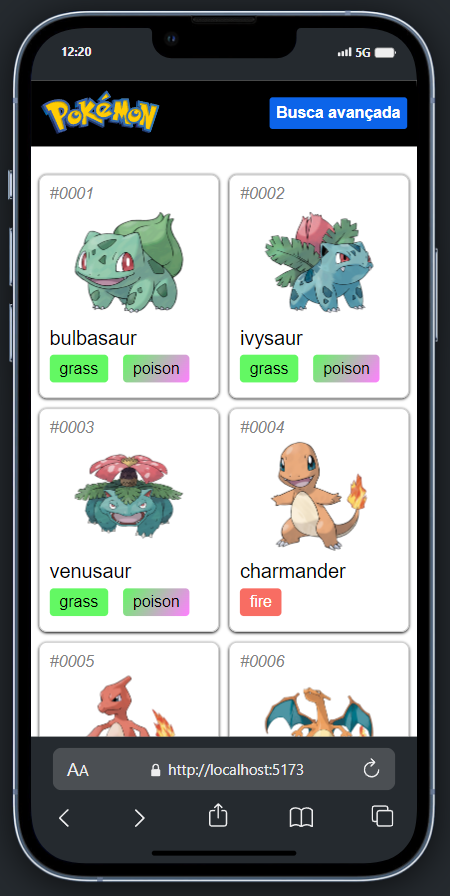 12:20
5G
POKéMON
Busca avançada
#0001
#0002
bulbasaur
ivysaur
grass poison
grass poison
#0003
#0004
venusaur
charmander
grass poison
fire
#0005
#0006
AA
http://localhost:5173